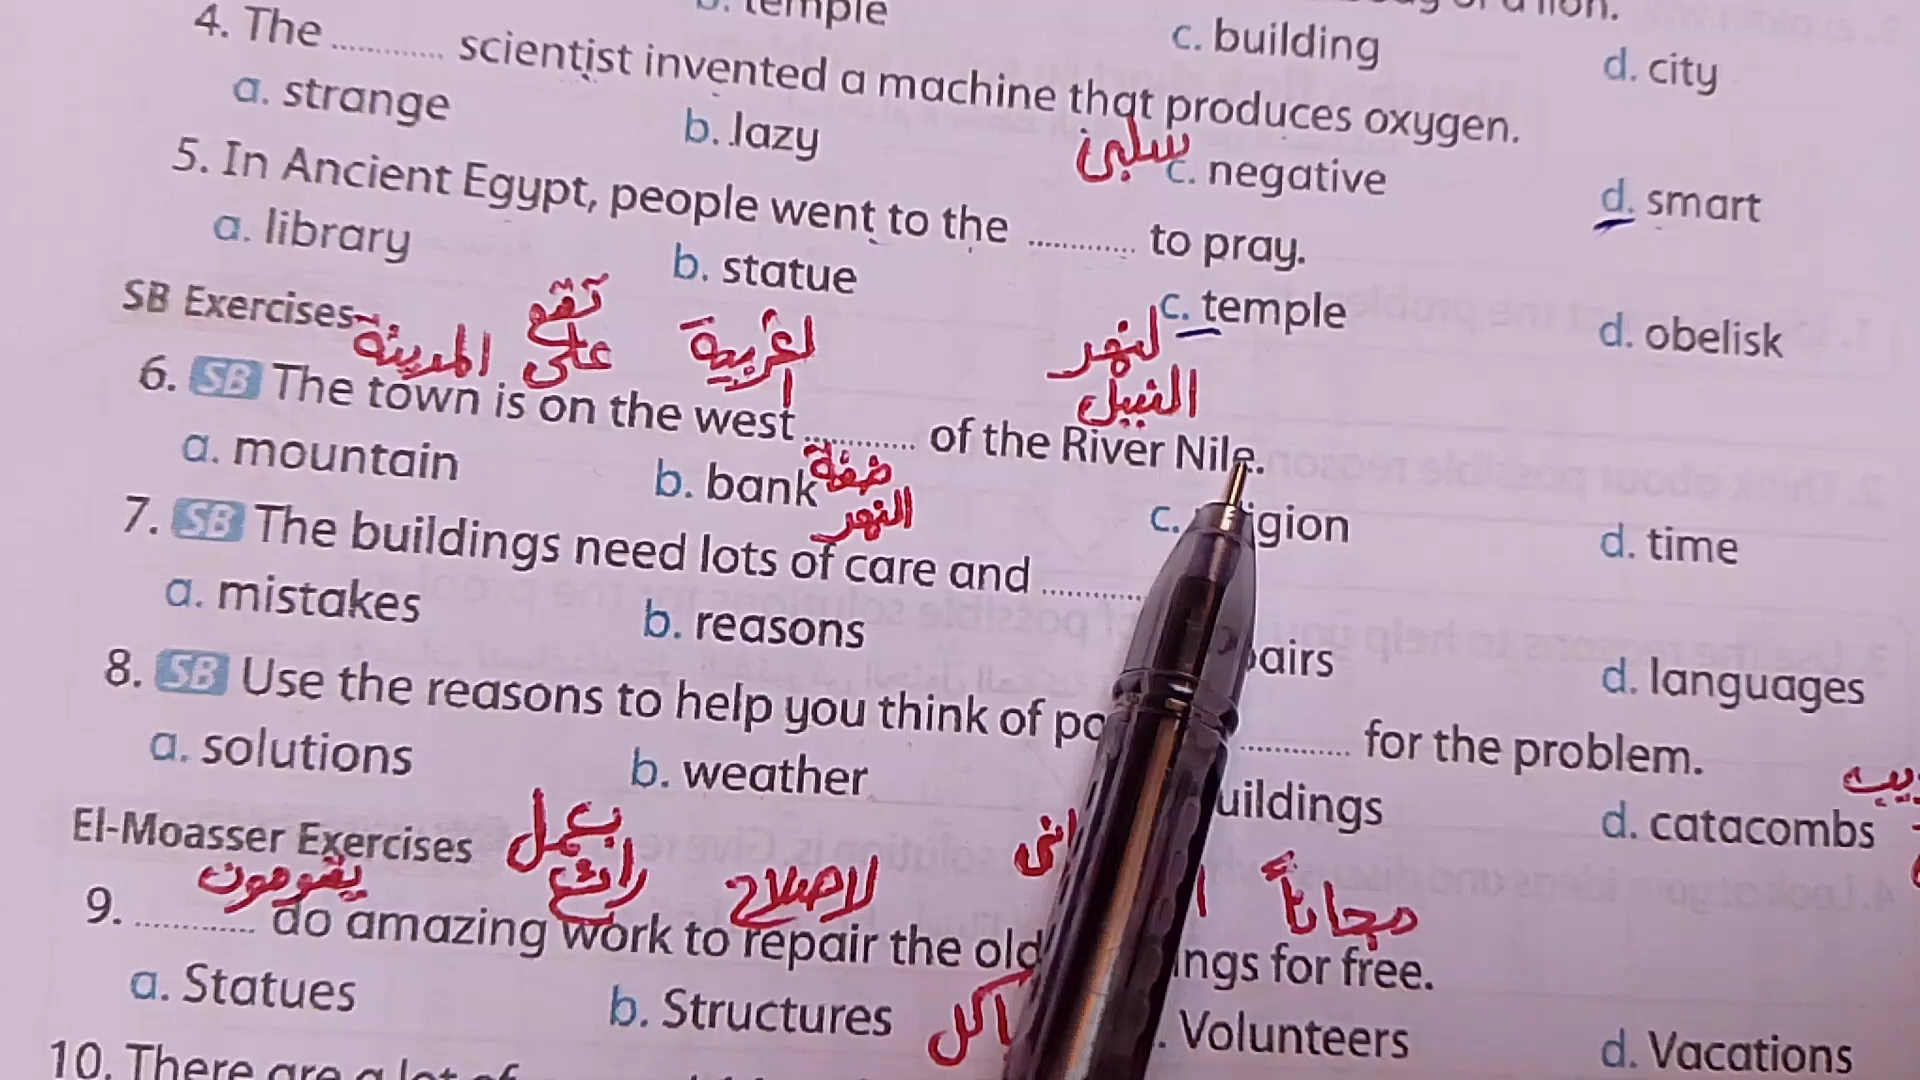 b. temple c. building d. city
4. The ............ scientist invented a machine that produces oxygen.
a. strange b. lazy سلبى c. negative d. smart
5. In Ancient Egypt, people went to the ............ to pray.
a. library b. statue c. temple d. obelisk
SB Exercises
المدينة تقع على الغربية لنهر النيل
6. SB The town is on the west ............ of the River Nile.
a. mountain b. bank ضفة النهر c. d. time
7. SB The buildings need lots of care and ............
a. mistakes b. reasons d. languages
8. SB Use the reasons to help you think of ............ for the problem.
a. solutions b. weather d. catacombs
El-Moasser Exercises
يقومون بعمل رائع لاصلاح مجاناً
9. ............ do amazing work to repair the old for free.
a. Statues b. Structures Volunteers d. Vacations
10. There are a lot of